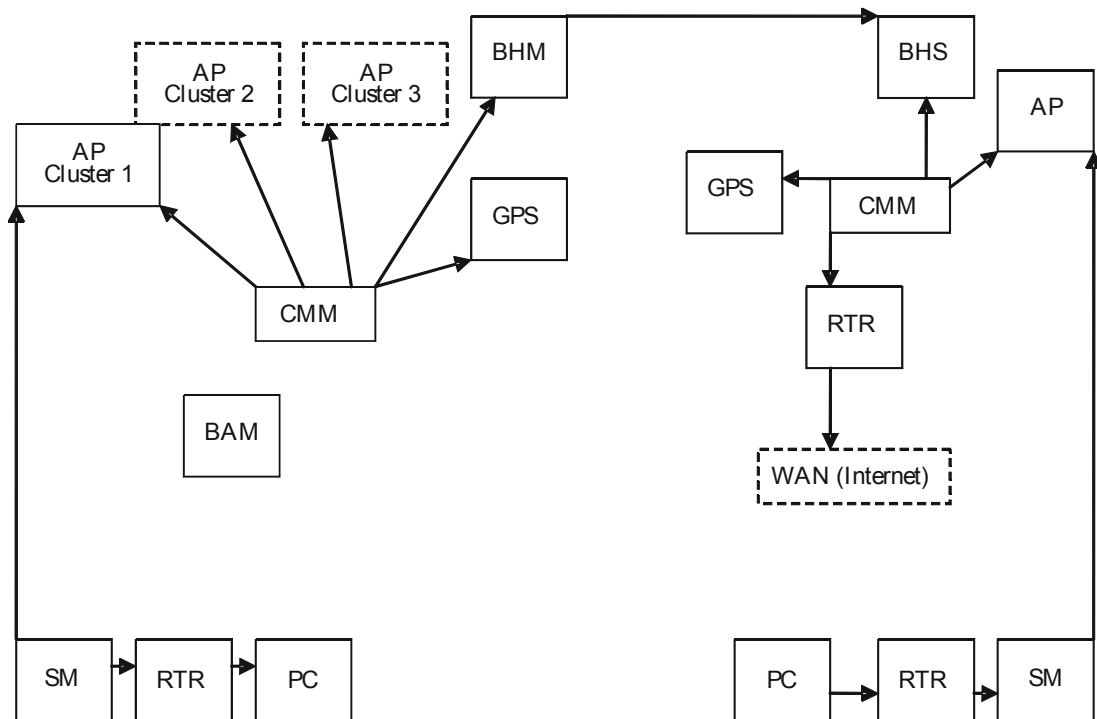 BHM
BHS
AP
Cluster 2
AP
Cluster 3
AP
AP
Cluster 1
GPS
GPS
CMM
CMM
RTR
BAM
WAN (Internet)
SM
RTR
PC
PC
RTR
SM